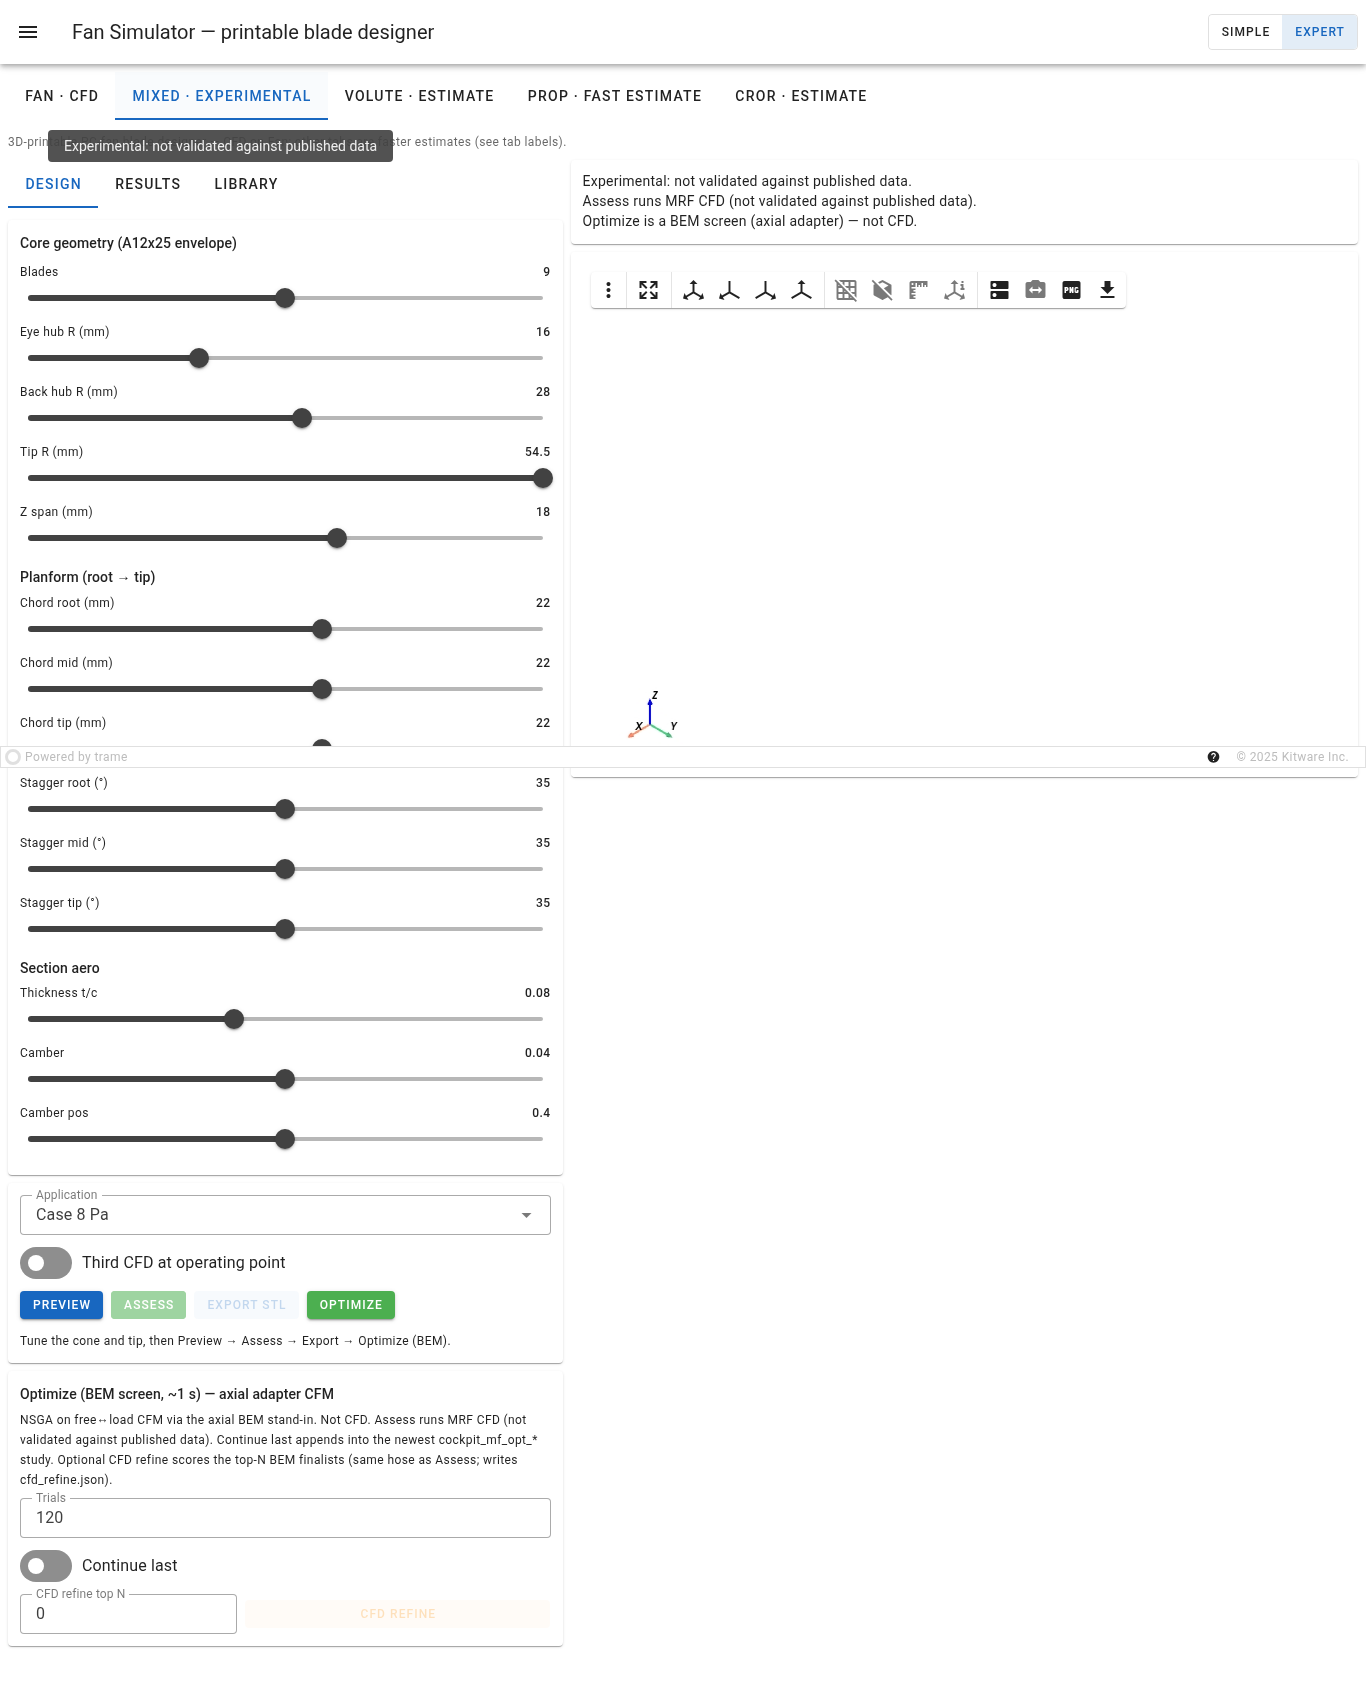 Fan Simulator — printable blade designer
SIMPLE
EXPERT
FAN · CFD
MIXED · EXPERIMENTAL
VOLUTE · ESTIMATE
PROP · FAST ESTIMATE
CROR · ESTIMATE
3D-prin
ster estimates (see tab labels).
Experimental: not validated against published data
DESIGN
RESULTS
LIBRARY
Core geometry (A12x25 envelope)
Blades 9
Eye hub R (mm) 16
Back hub R (mm) 28
Tip R (mm) 54.5
Z span (mm) 18
Planform (root → tip)
Chord root (mm) 22
Chord mid (mm) 22
Chord tip (mm) 22
Stagger root (°) 35
Stagger mid (°) 35
Stagger tip (°) 35
Section aero
Thickness t/c 0.08
Camber 0.04
Camber pos 0.4
Application
Case 8 Pa
Third CFD at operating point
PREVIEW
ASSESS
EXPORT STL
OPTIMIZE
Tune the cone and tip, then Preview → Assess → Export → Optimize (BEM).
Optimize (BEM screen, ~1 s) — axial adapter CFM
NSGA on free↔load CFM via the axial BEM stand-in. Not CFD. Assess runs MRF CFD (not
validated against published data). Continue last appends into the newest cockpit_mf_opt_*
study. Optional CFD refine scores the top-N BEM finalists (same hose as Assess; writes
cfd_refine.json).
Trials
120
Continue last
CFD refine top N
0
CFD REFINE
Experimental: not validated against published data.
Assess runs MRF CFD (not validated against published data).
Optimize is a BEM screen (axial adapter) — not CFD.
PNG
Z
X
Y
Powered by trame
© 2025 Kitware Inc.